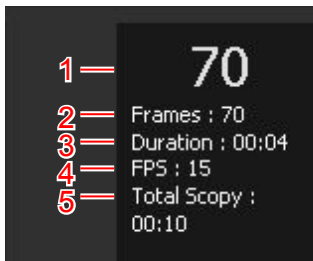 1 70
2 Frames : 70
3 Duration : 00:04
4 FPS : 15
5 Total Scopy :
00:10